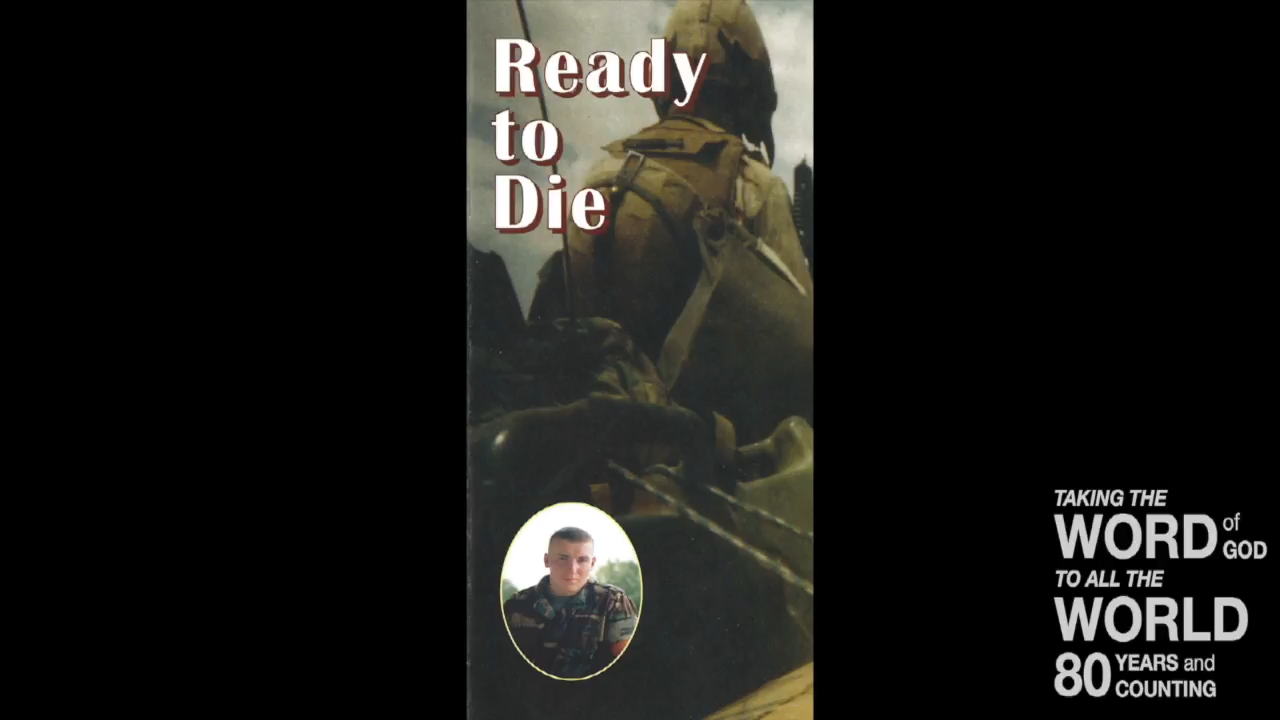 Ready
to
Die
TAKING THE
WORD of GOD
TO ALL THE
WORLD
80 YEARS and
COUNTING